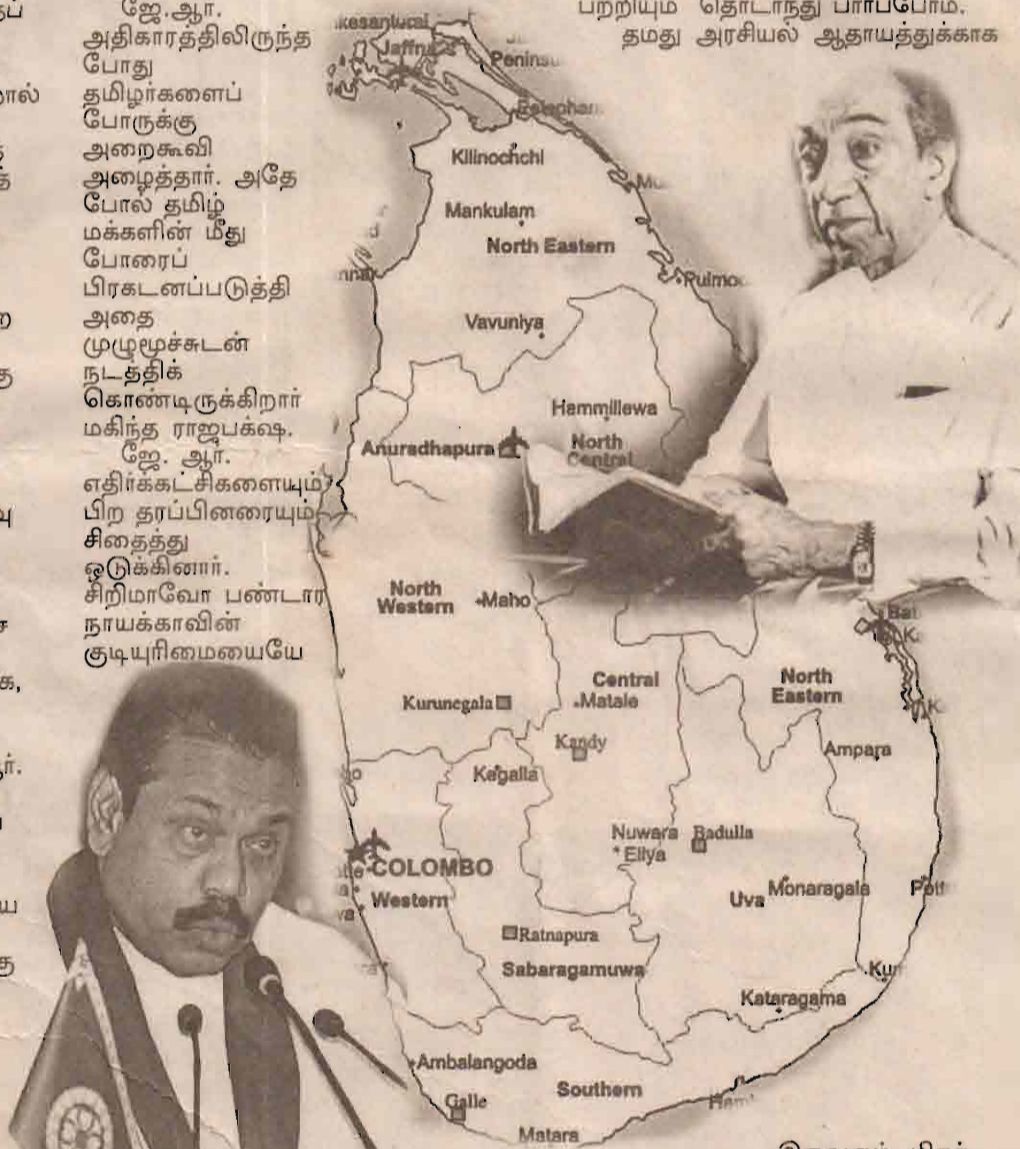 ஜே.ஆர்.
அதிகாரத்திலிருந்த
போது
தமிழர்களைப்
போருக்கு
அறைகூவி
அழைத்தார். அதே
போல் தமிழ்
மக்களின் மீது
போரைப்
பிரகடனப்படுத்தி
அதை
முழுமூச்சுடன்
நடத்திக்
கொண்டிருக்கிறார்
மகிந்த ராஜபக்ஷ.
ஜே. ஆர்.
எதிர்க்கட்சிகளையும்
பிற தரப்பினரையும்
சிதைத்து
ஒடுக்கினார்.
சிறிமாவோ பண்டார
நாயக்காவின்
குடியுரிமையையே
பற்றியும் தொடர்ந்து பார்ப்போம்.
தமது அரசியல் ஆதாயத்துக்காக
Jaffna
Kilinochchi
Mankulam
North Eastern
Vavuniya
Hammillewa
Anuradhapura
North
Central
North
Western
Maho
Central
Matale
North
Eastern
Kurunegala
Kandy
Ampara
Kagalla
Nuwara
Eliya
Badulla
COLOMBO
Western
Uva
Monaragala
Ratnapura
Sabaragamuwa
Kataragama
Ambalangoda
Southern
Galle
Matara